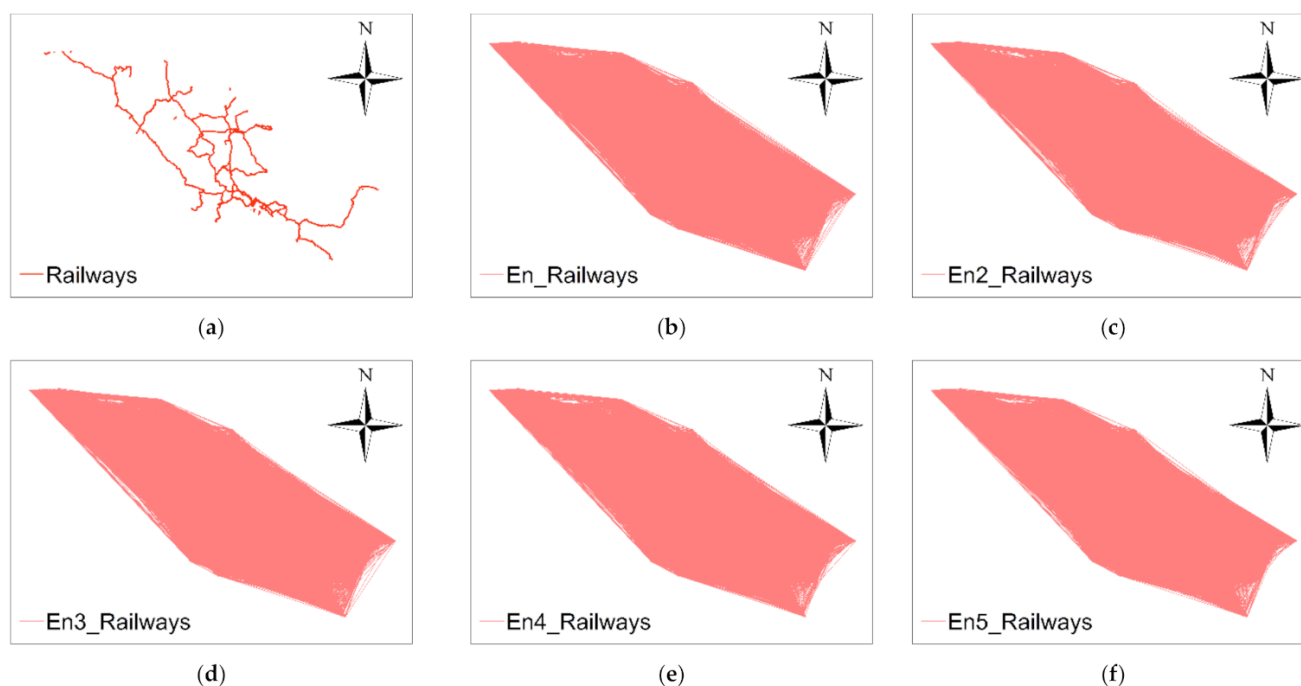 N
Railways
(a)
N
En_Railways
(b)
N
En2_Railways
(c)
N
En3_Railways
(d)
N
En4_Railways
(e)
N
En5_Railways
(f)